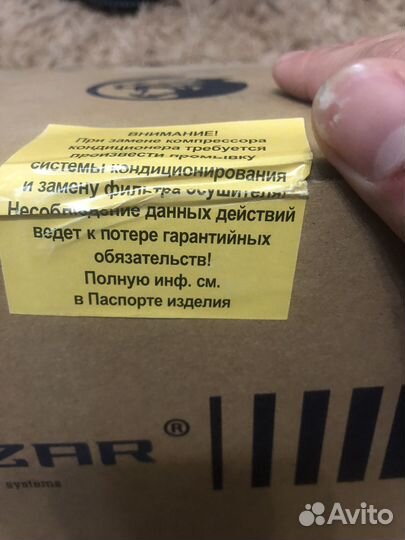 ВНИМАНИЕ!
При замене компрессора
кондиционера требуется
произвести промывку
системы кондиционирования
и замену фильтра осушителя!
Несоблюдение данных действий
ведет к потере гарантийных
обязательств!
Полную инф. см.
в Паспорте изделия
ZAR®
systems
Avito